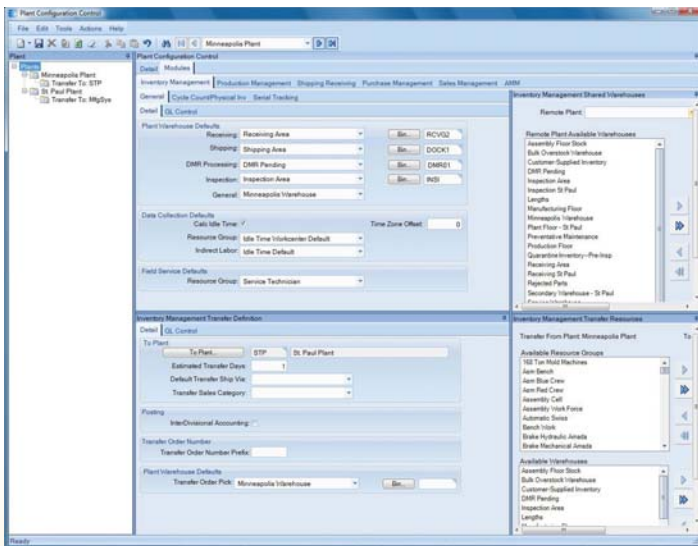 Plant Configuration Control
File Edit Tools Actions Help
Minneapolis Plant
Plant
Plants
Minneapolis Plant
Transfer To: STP
St. Paul Plant
Transfer To: MfgSys
Plant Configuration Control
Detail Modules
Inventory Management Production Management Shipping Receiving Purchase Management Sales Management AMM
General Cycle Count/Physical Inv Serial Tracking
Detail GL Control
Plant Warehouse Defaults
Receiving: Receiving Area Bin... RCVG2
Shipping: Shipping Area Bin... DOCK1
DMR Processing: DMR Pending Bin... DMR01
Inspection: Inspection Area Bin... INSI
General: Minneapolis Warehouse
Data Collection Defaults
Calc Idle Time: Time Zone Offset: 0
Resource Group: Idle Time Workcenter Default
Indirect Labor: Idle Time Default
Field Service Defaults
Resource Group: Service Technician
Inventory Management Shared Warehouses
Remote Plant:
Remote Plant Available Warehouses
Assembly Floor Stock
Bulk Overstock Warehouse
Customer-Supplied Inventory
DMR Pending
Inspection Area
Inspection St Paul
Lengths
Manufacturing Floor
Minneapolis Warehouse
Plant Floor - St Paul
Preventative Maintenance
Production Floor
Quarantine Inventory--Pre-Insp
Receiving Area
Receiving St Paul
Rejected Parts
Secondary Warehouse - St Paul
Inventory Management Transfer Definition
Detail GL Control
To Plant
To Plant... STP St. Paul Plant
Estimated Transfer Days: 1
Default Transfer Ship Via:
Transfer Sales Category:
Posting
InterDivisional Accounting:
Transfer Order Number
Transfer Order Number Prefix:
Plant Warehouse Defaults
Transfer Order Pick: Minneapolis Warehouse Bin...
Inventory Management Transfer Resources
Transfer From Plant: Minneapolis Plant To
Available Resource Groups
160 Ton Mold Machines
Asm Bench
Asm Blue Crew
Asm Red Crew
Assembly Cell
Assembly Work Force
Automatic Swiss
Bench Work
Brake Hydraulic Amada
Brake Mechanical Amada
Available Warehouses
Assembly Floor Stock
Bulk Overstock Warehouse
Customer-Supplied Inventory
DMR Pending
Inspection Area
Lengths
Ready